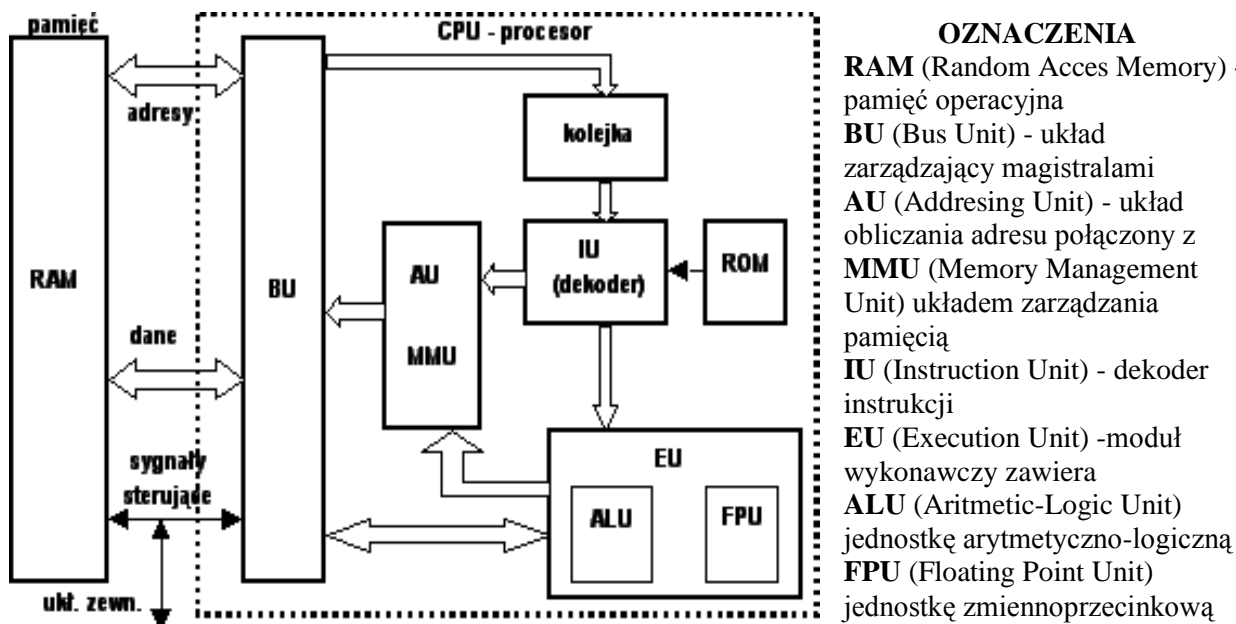 pamięć
CPU - procesor
adresy
kolejka
RAM
BU
AU
MMU
IU
(dekoder)
ROM
dane
sygnały
sterujące
EU
ALU
FPU
ukł. zewn.
OZNACZENIA
RAM (Random Acces Memory) -
pamięć operacyjna
BU (Bus Unit) - układ
zarządzający magistralami
AU (Addresing Unit) - układ
obliczania adresu połączony z
MMU (Memory Management
Unit) układem zarządzania
pamięcią
IU (Instruction Unit) - dekoder
instrukcji
EU (Execution Unit) -moduł
wykonawczy zawiera
ALU (Aritmetic-Logic Unit)
jednostkę arytmetyczno-logiczną
FPU (Floating Point Unit)
jednostkę zmiennoprzecinkową